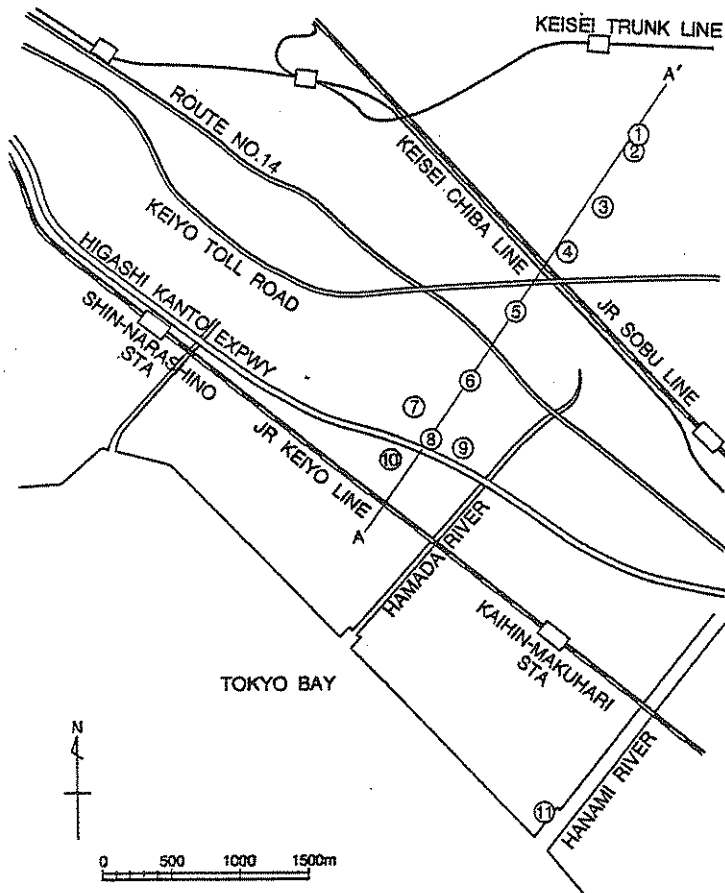 KEISEI TRUNK LINE
A'
①
②
ROUTE NO.14
KEISEI CHIBA LINE
③
KEIYO TOLL ROAD
④
HIGASHI KANTO EXPWY
⑤
JR SOBU LINE
SHIN-NARASHINO
STA
⑥
⑦
⑧
⑨
⑩
JR KEIYO LINE
A
HAMADA RIVER
KAIHIN-MAKUHARI
STA
TOKYO BAY
N
HANAMI RIVER
⑪
0 500 1000 1500m